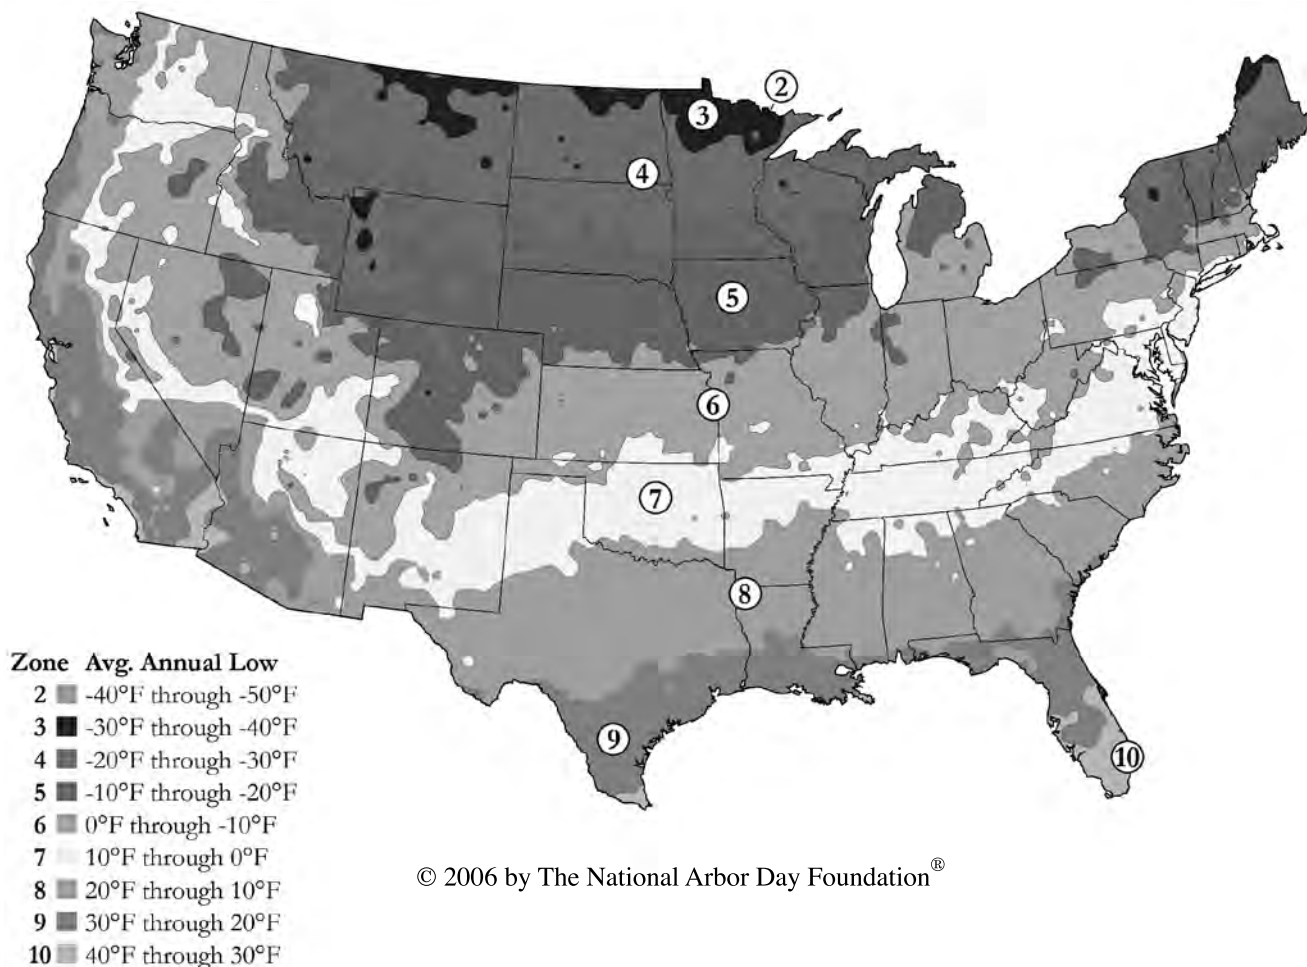 2
3
4
5
6
7
8
9
10
Zone Avg. Annual Low
2 -40°F through -50°F
3 -30°F through -40°F
4 -20°F through -30°F
5 -10°F through -20°F
6 0°F through -10°F
7 10°F through 0°F
8 20°F through 10°F
9 30°F through 20°F
10 40°F through 30°F
© 2006 by The National Arbor Day Foundation®